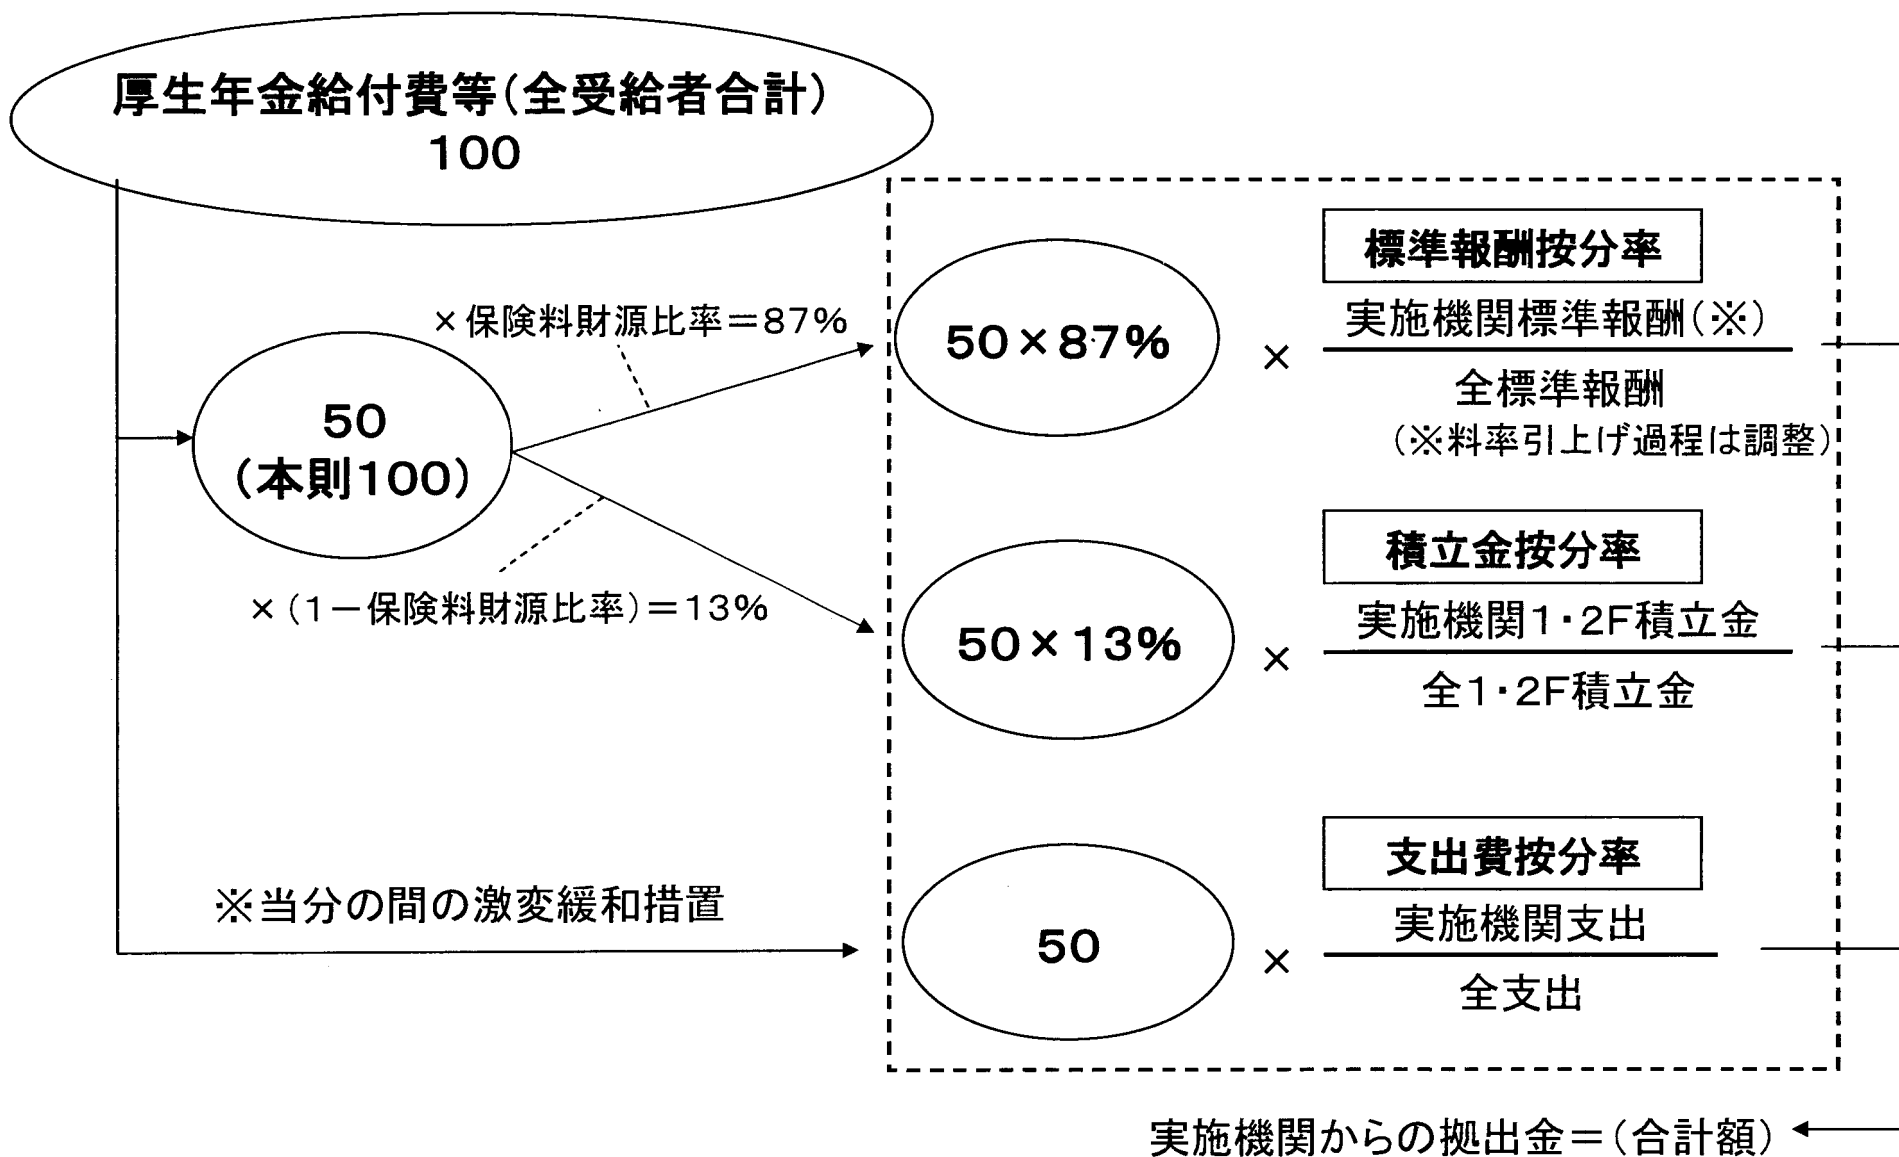 厚生年金給付費等(全受給者合計)
100
×保険料財源比率=87%
50
(本則100)
×(1-保険料財源比率)=13%
50×87%
×
標準報酬按分率
実施機関標準報酬(※)
全標準報酬
(※料率引上げ過程は調整)
50×13%
×
積立金按分率
実施機関1・2F積立金
全1・2F積立金
※当分の間の激変緩和措置
50
×
支出費按分率
実施機関支出
全支出
実施機関からの拠出金=(合計額)